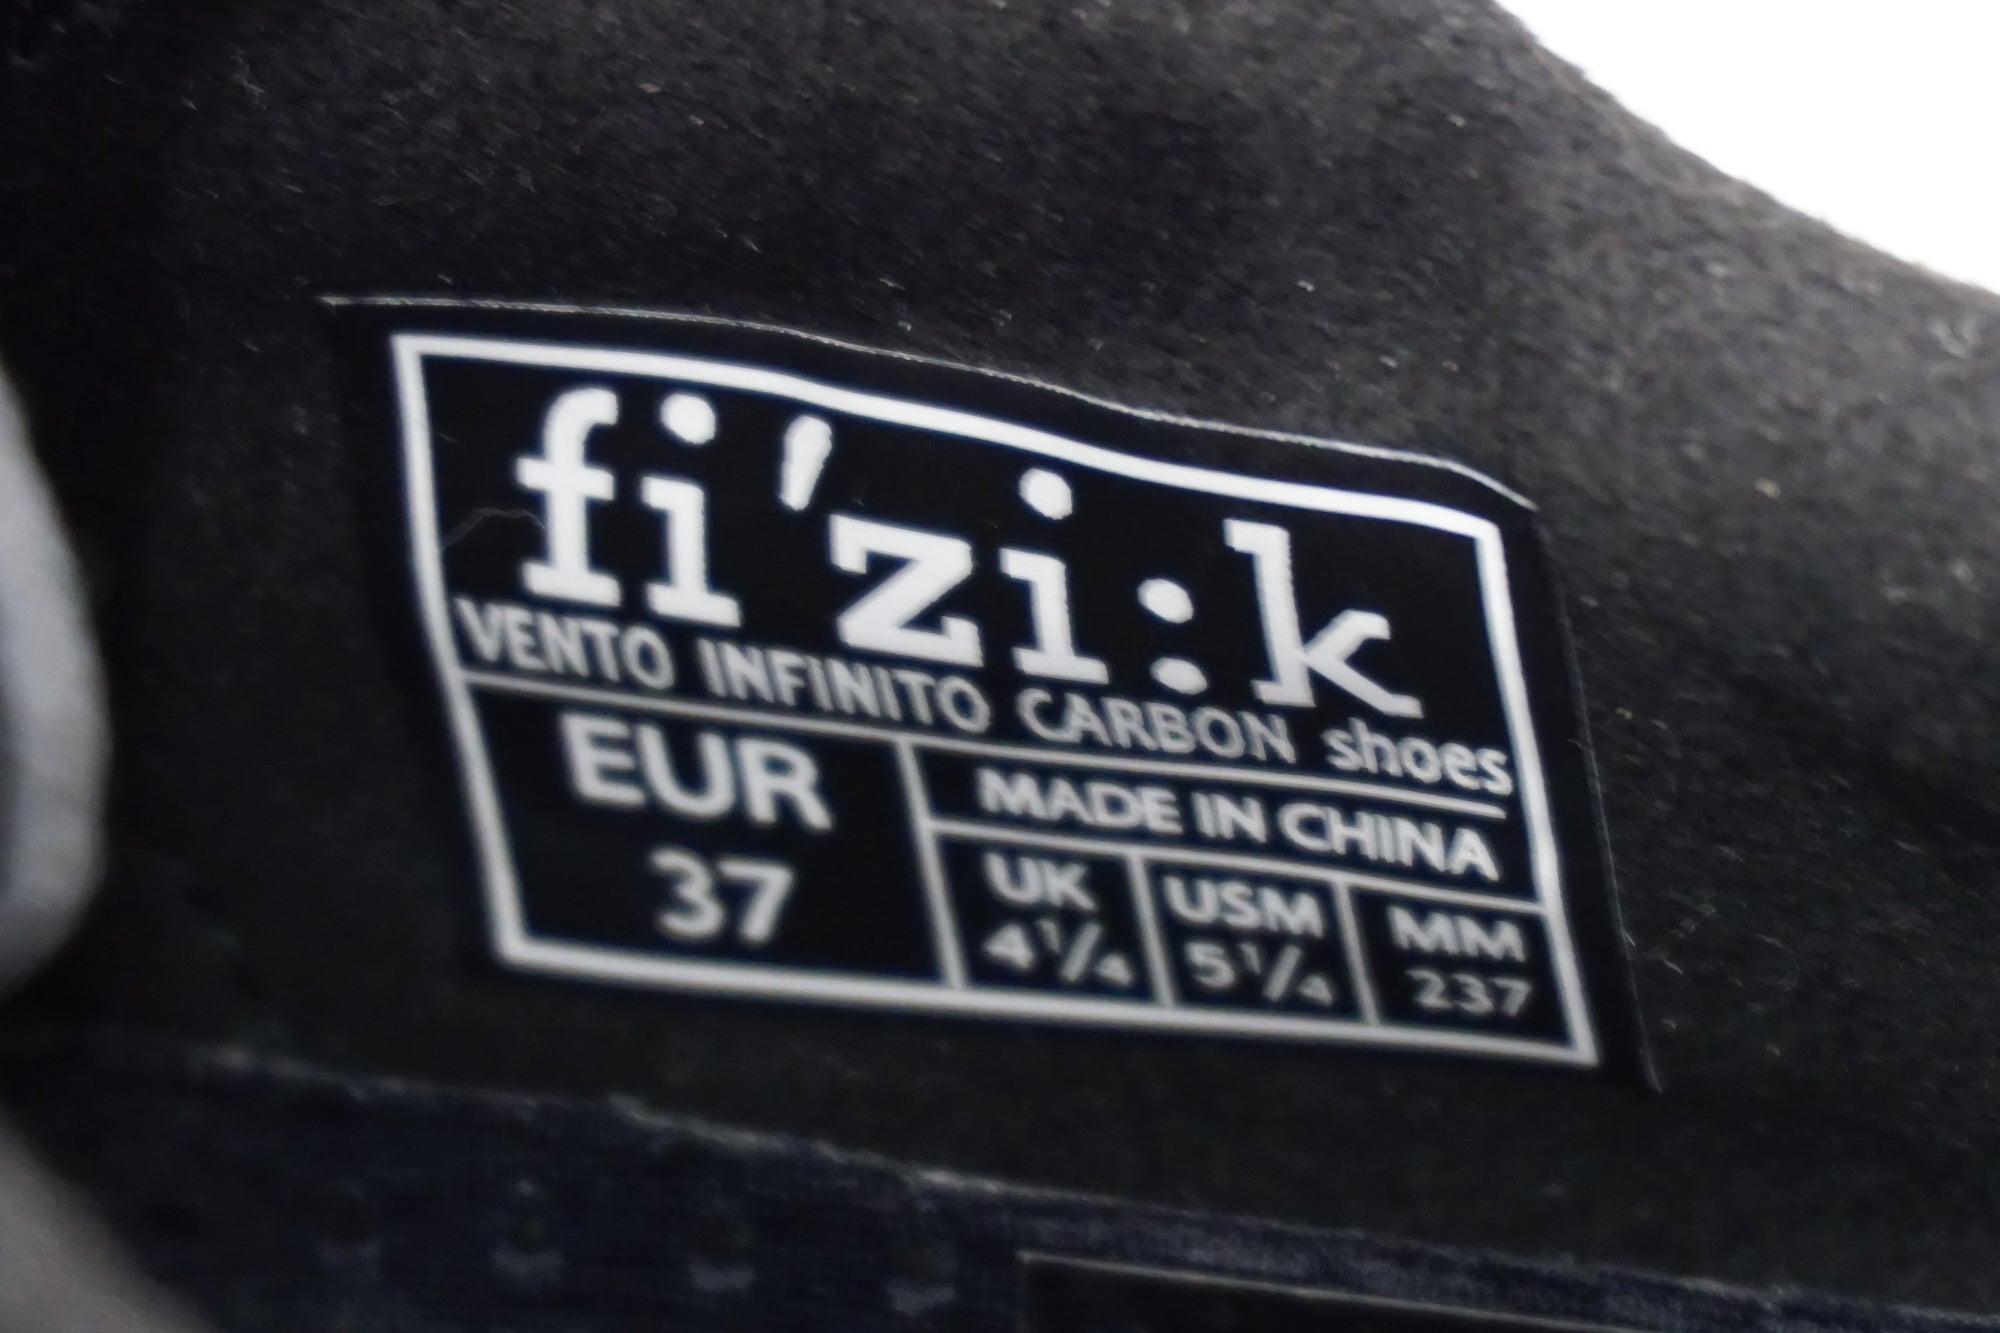 fi'zi:k
VENTO INFINITO CARBON shoes
EUR
37
MADE IN CHINA
UK
4 1/4
USM
5 1/4
MM
237